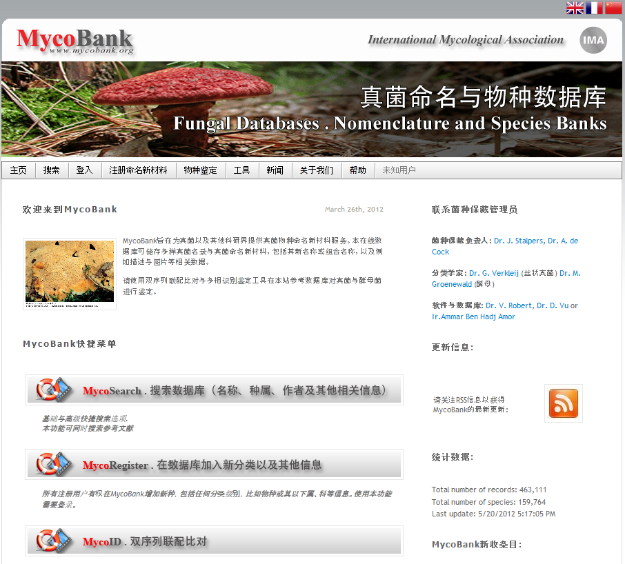 MycoBank
www.mycobank.org
International Mycological Association
IMA
真菌命名与物种数据库
Fungal Databases . Nomenclature and Species Banks
主页 搜索 登入 注册命名新材料 物种鉴定 工具 新闻 关于我们 帮助 未知用户
欢迎来到MycoBank
March 26th, 2012
MycoBank旨在为真菌以及其他科研界提供真菌物种命名新材料服务。本在线数
据库可储存多样真菌名录与真菌命名新材料，包括其新名称或组合名称，以及例
如描述与图片等相关数据。
请使用双序列联配比对与多相识别鉴定工具在本站参考数据库对真菌与酵母菌
进行鉴定。
MycoBank快捷菜单
MycoSearch . 搜索数据库（名称、种属、作者及其他相关信息）
基础与高级快捷搜索选项.
本功能可同时搜索参考文献
MycoRegister . 在数据库加入新分类以及其他信息
所有注册用户有权在MycoBank增加新种, 包括任何分类级别, 比如物种或其以下属、科等信息。使用本功能
需要登录。
MycoID . 双序列联配比对
联系菌种保藏管理员
菌种保藏负责人: Dr. J. Stalpers, Dr. A. de
Cock
分类学家: Dr. G. Verkleij (丝状真菌) Dr. M.
Groenewald (酵母)
软件与数据库: Dr. V. Robert, Dr. D. Vu or
Ir.Ammar Ben Hadj Amor
更新信息:
请关注RSS信息以获得
MycoBank的最新更新:
统计数据:
Total number of records: 463,111
Total number of species: 159,764
Last update: 5/20/2012 5:17:05 PM
MycoBank新收条目: